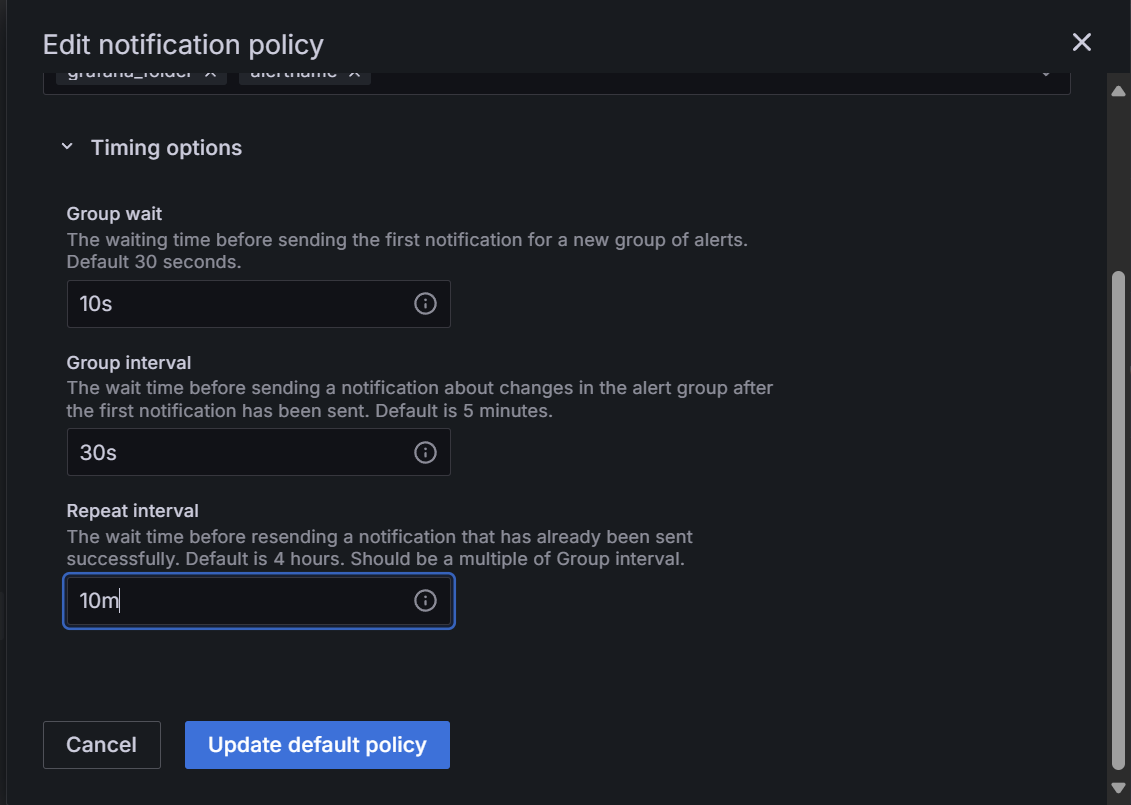 Edit notification policy
grafana_folder alertname
Timing options
Group wait
The waiting time before sending the first notification for a new group of alerts.
Default 30 seconds.
10s
Group interval
The wait time before sending a notification about changes in the alert group after
the first notification has been sent. Default is 5 minutes.
30s
Repeat interval
The wait time before resending a notification that has already been sent
successfully. Default is 4 hours. Should be a multiple of Group interval.
10m
Cancel Update default policy